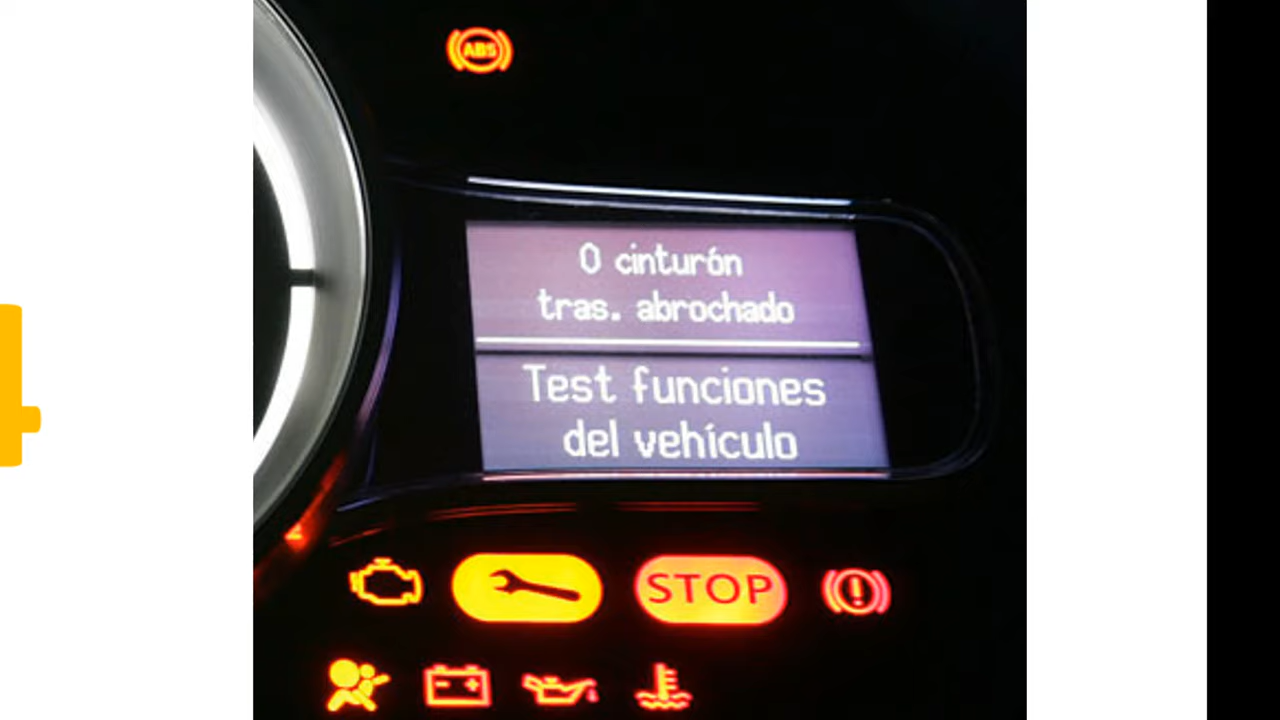 ABS
0 cinturón
tras. abrochado
Test funciones
del vehículo
STOP